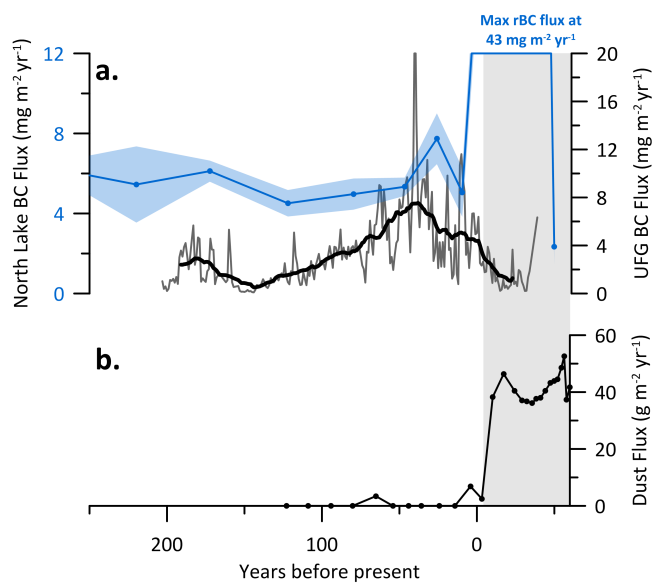 Max rBC flux at
43 mg m⁻² yr⁻¹
a.
North Lake BC Flux (mg m⁻² yr⁻¹)
12
8
4
0
20
16
12
8
4
0
UFG BC Flux (mg m⁻² yr⁻¹)
b.
60
40
20
0
Dust Flux (g m⁻² yr⁻¹)
200
100
0
Years before present